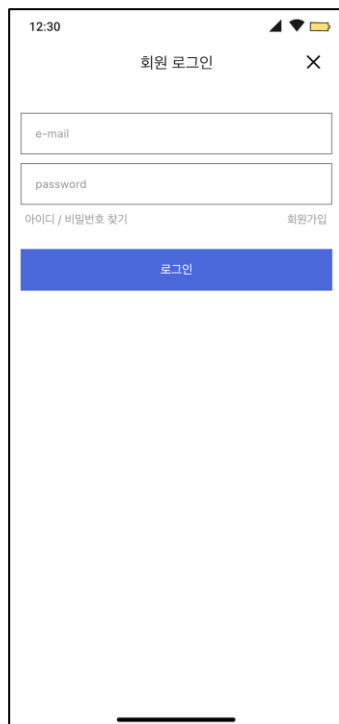 12:30
회원 로그인
e-mail
password
아이디 / 비밀번호 찾기 회원가입
로그인